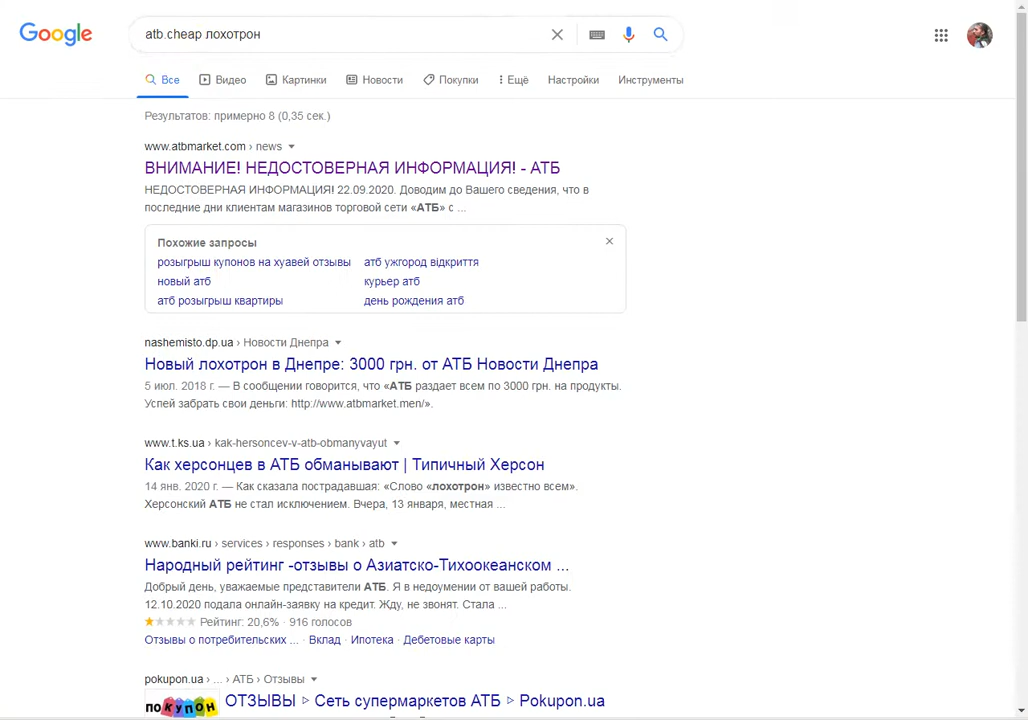 Google
atb.cheap лохотрон
Все Видео Картинки Новости Покупки Ещё Настройки Инструменты
Результатов: примерно 8 (0,35 сек.)
www.atbmarket.com › news
ВНИМАНИЕ! НЕДОСТОВЕРНАЯ ИНФОРМАЦИЯ! - АТБ
НЕДОСТОВЕРНАЯ ИНФОРМАЦИЯ! 22.09.2020. Доводим до Вашего сведения, что в
последние дни клиентам магазинов торговой сети «АТБ» с ...
Похожие запросы
розыгрыш купонов на хуавей отзывы атб ужгород відкриття
новый атб курьер атб
атб розыгрыш квартиры день рождения атб
nashemisto.dp.ua › Новости Днепра
Новый лохотрон в Днепре: 3000 грн. от АТБ Новости Днепра
5 июл. 2018 г. — В сообщении говорится, что «АТБ раздает всем по 3000 грн. на продукты.
Успей забрать свои деньги: http://www.atbmarket.men/».
www.t.ks.ua › kak-hersoncev-v-atb-obmanyvayut
Как херсонцев в АТБ обманывают | Типичный Херсон
14 янв. 2020 г. — Как сказала пострадавшая: «Слово «лохотрон» известно всем».
Херсонский АТБ не стал исключением. Вчера, 13 января, местная ...
www.banki.ru › services › responses › bank › atb
Народный рейтинг -отзывы о Азиатско-Тихоокеанском ...
Добрый день, уважаемые представители АТБ. Я в недоумении от вашей работы.
12.10.2020 подала онлайн-заявку на кредит. Жду, не звонят. Стала ...
Рейтинг: 20,6% · 916 голосов
Отзывы о потребительских ... · Вклад · Ипотека · Дебетовые карты
pokupon.ua › ... › АТБ › Отзывы
ПОКУПОН ОТЗЫВЫ ▷ Сеть супермаркетов АТБ ▷ Pokupon.ua